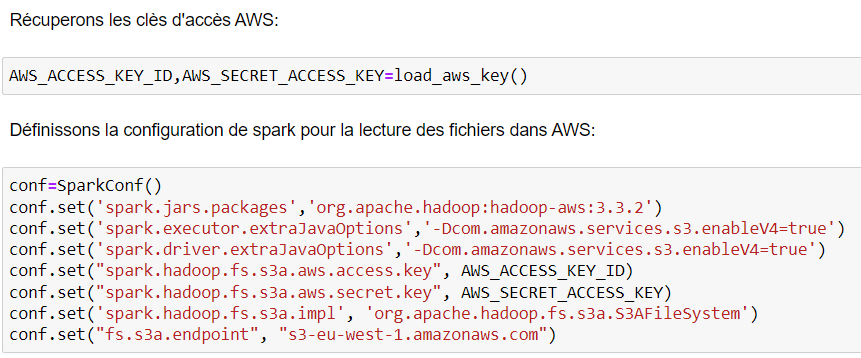 Récuperons les clès d'accès AWS:
AWS_ACCESS_KEY_ID,AWS_SECRET_ACCESS_KEY=load_aws_key()
Définissons la configuration de spark pour la lecture des fichiers dans AWS:
conf=SparkConf()
conf.set('spark.jars.packages','org.apache.hadoop:hadoop-aws:3.3.2')
conf.set('spark.executor.extraJavaOptions','-Dcom.amazonaws.services.s3.enableV4=true')
conf.set('spark.driver.extraJavaOptions','-Dcom.amazonaws.services.s3.enableV4=true')
conf.set("spark.hadoop.fs.s3a.aws.access.key", AWS_ACCESS_KEY_ID)
conf.set("spark.hadoop.fs.s3a.aws.secret.key", AWS_SECRET_ACCESS_KEY)
conf.set('spark.hadoop.fs.s3a.impl', 'org.apache.hadoop.fs.s3a.S3AFileSystem')
conf.set("fs.s3a.endpoint", "s3-eu-west-1.amazonaws.com")